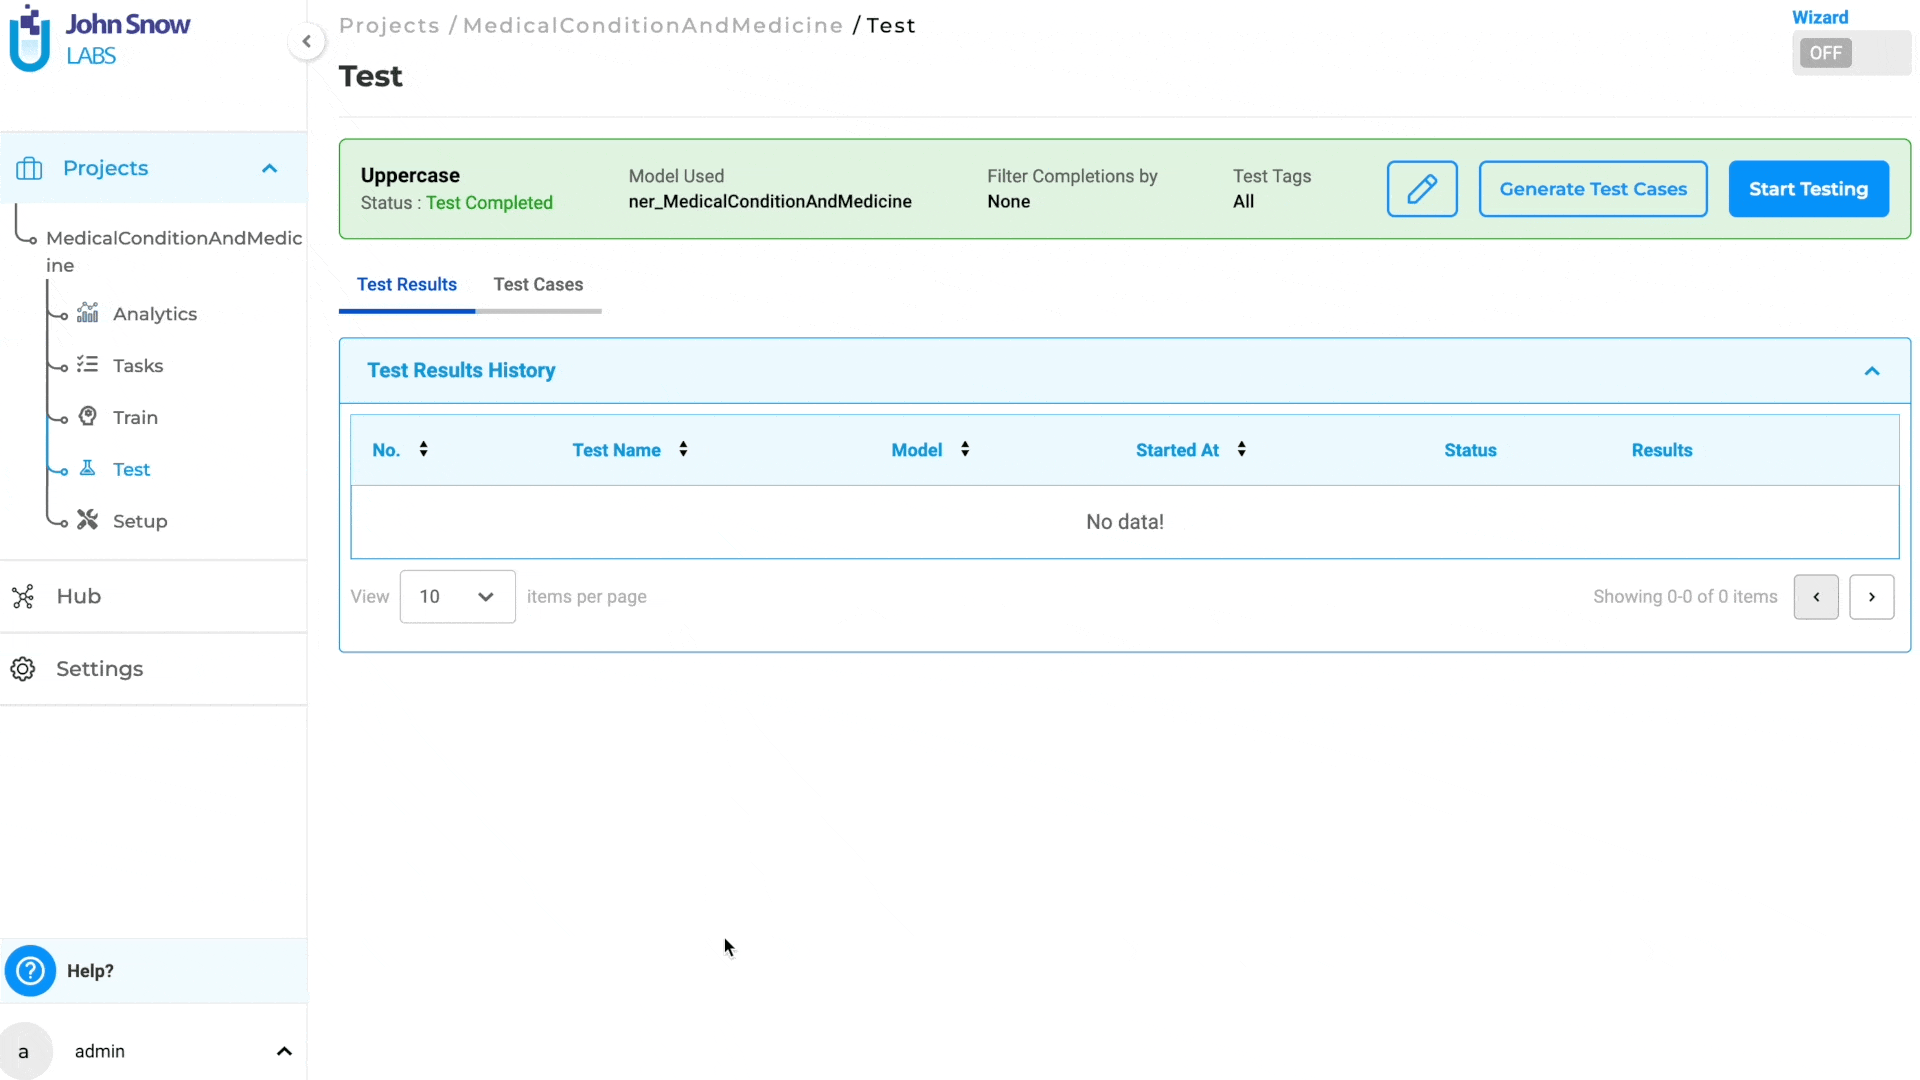 John Snow
LABS
Projects / MedicalConditionAndMedicine / Test
Wizard
OFF
Test
Projects
MedicalConditionAndMedic
ine
Analytics
Tasks
Train
Test
Setup
Hub
Settings
Help?
a
admin
Uppercase
Status : Test Completed
Model Used
ner_MedicalConditionAndMedicine
Filter Completions by
None
Test Tags
All
Generate Test Cases
Start Testing
Test Results
Test Cases
Test Results History
No.
Test Name
Model
Started At
Status
Results
No data!
View 10 items per page
Showing 0-0 of 0 items